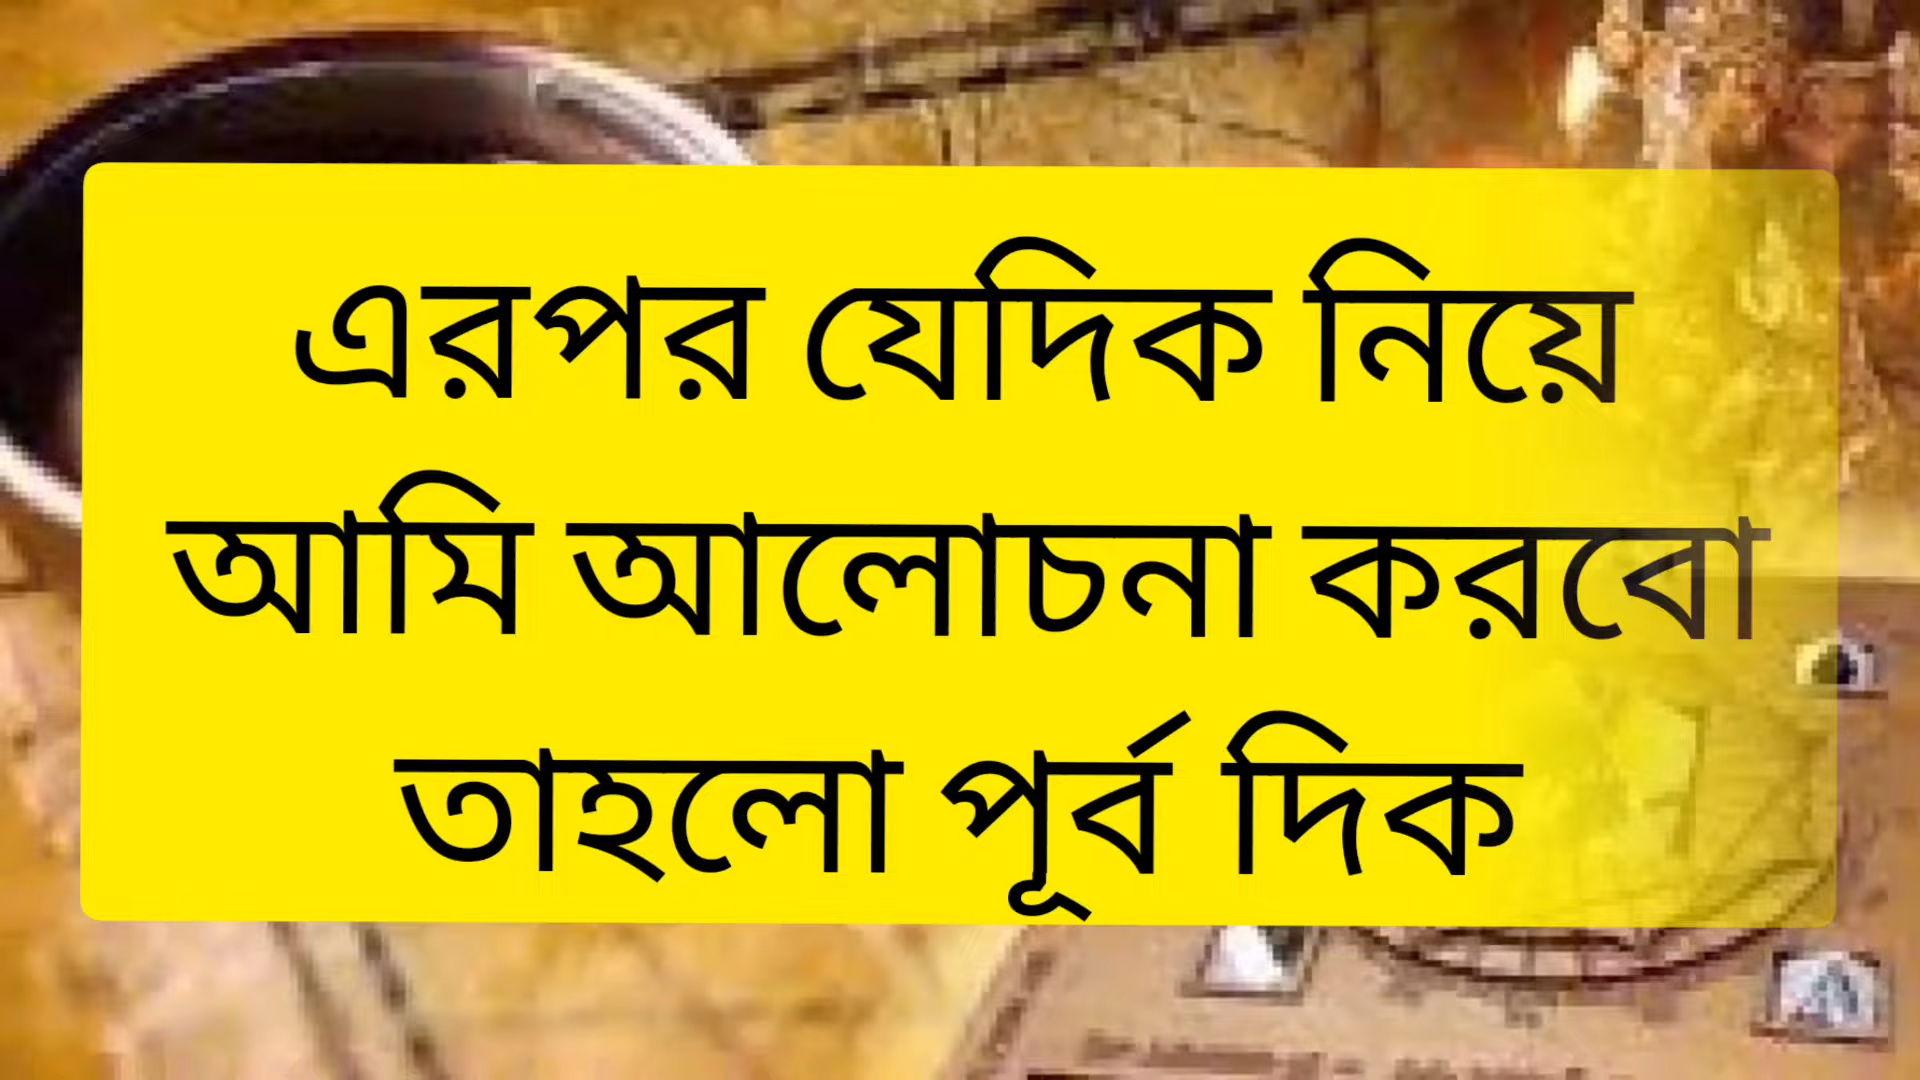 এরপর যেদিক নিয়ে
আমি আলোচনা করবো
তাহলো পূর্ব দিক